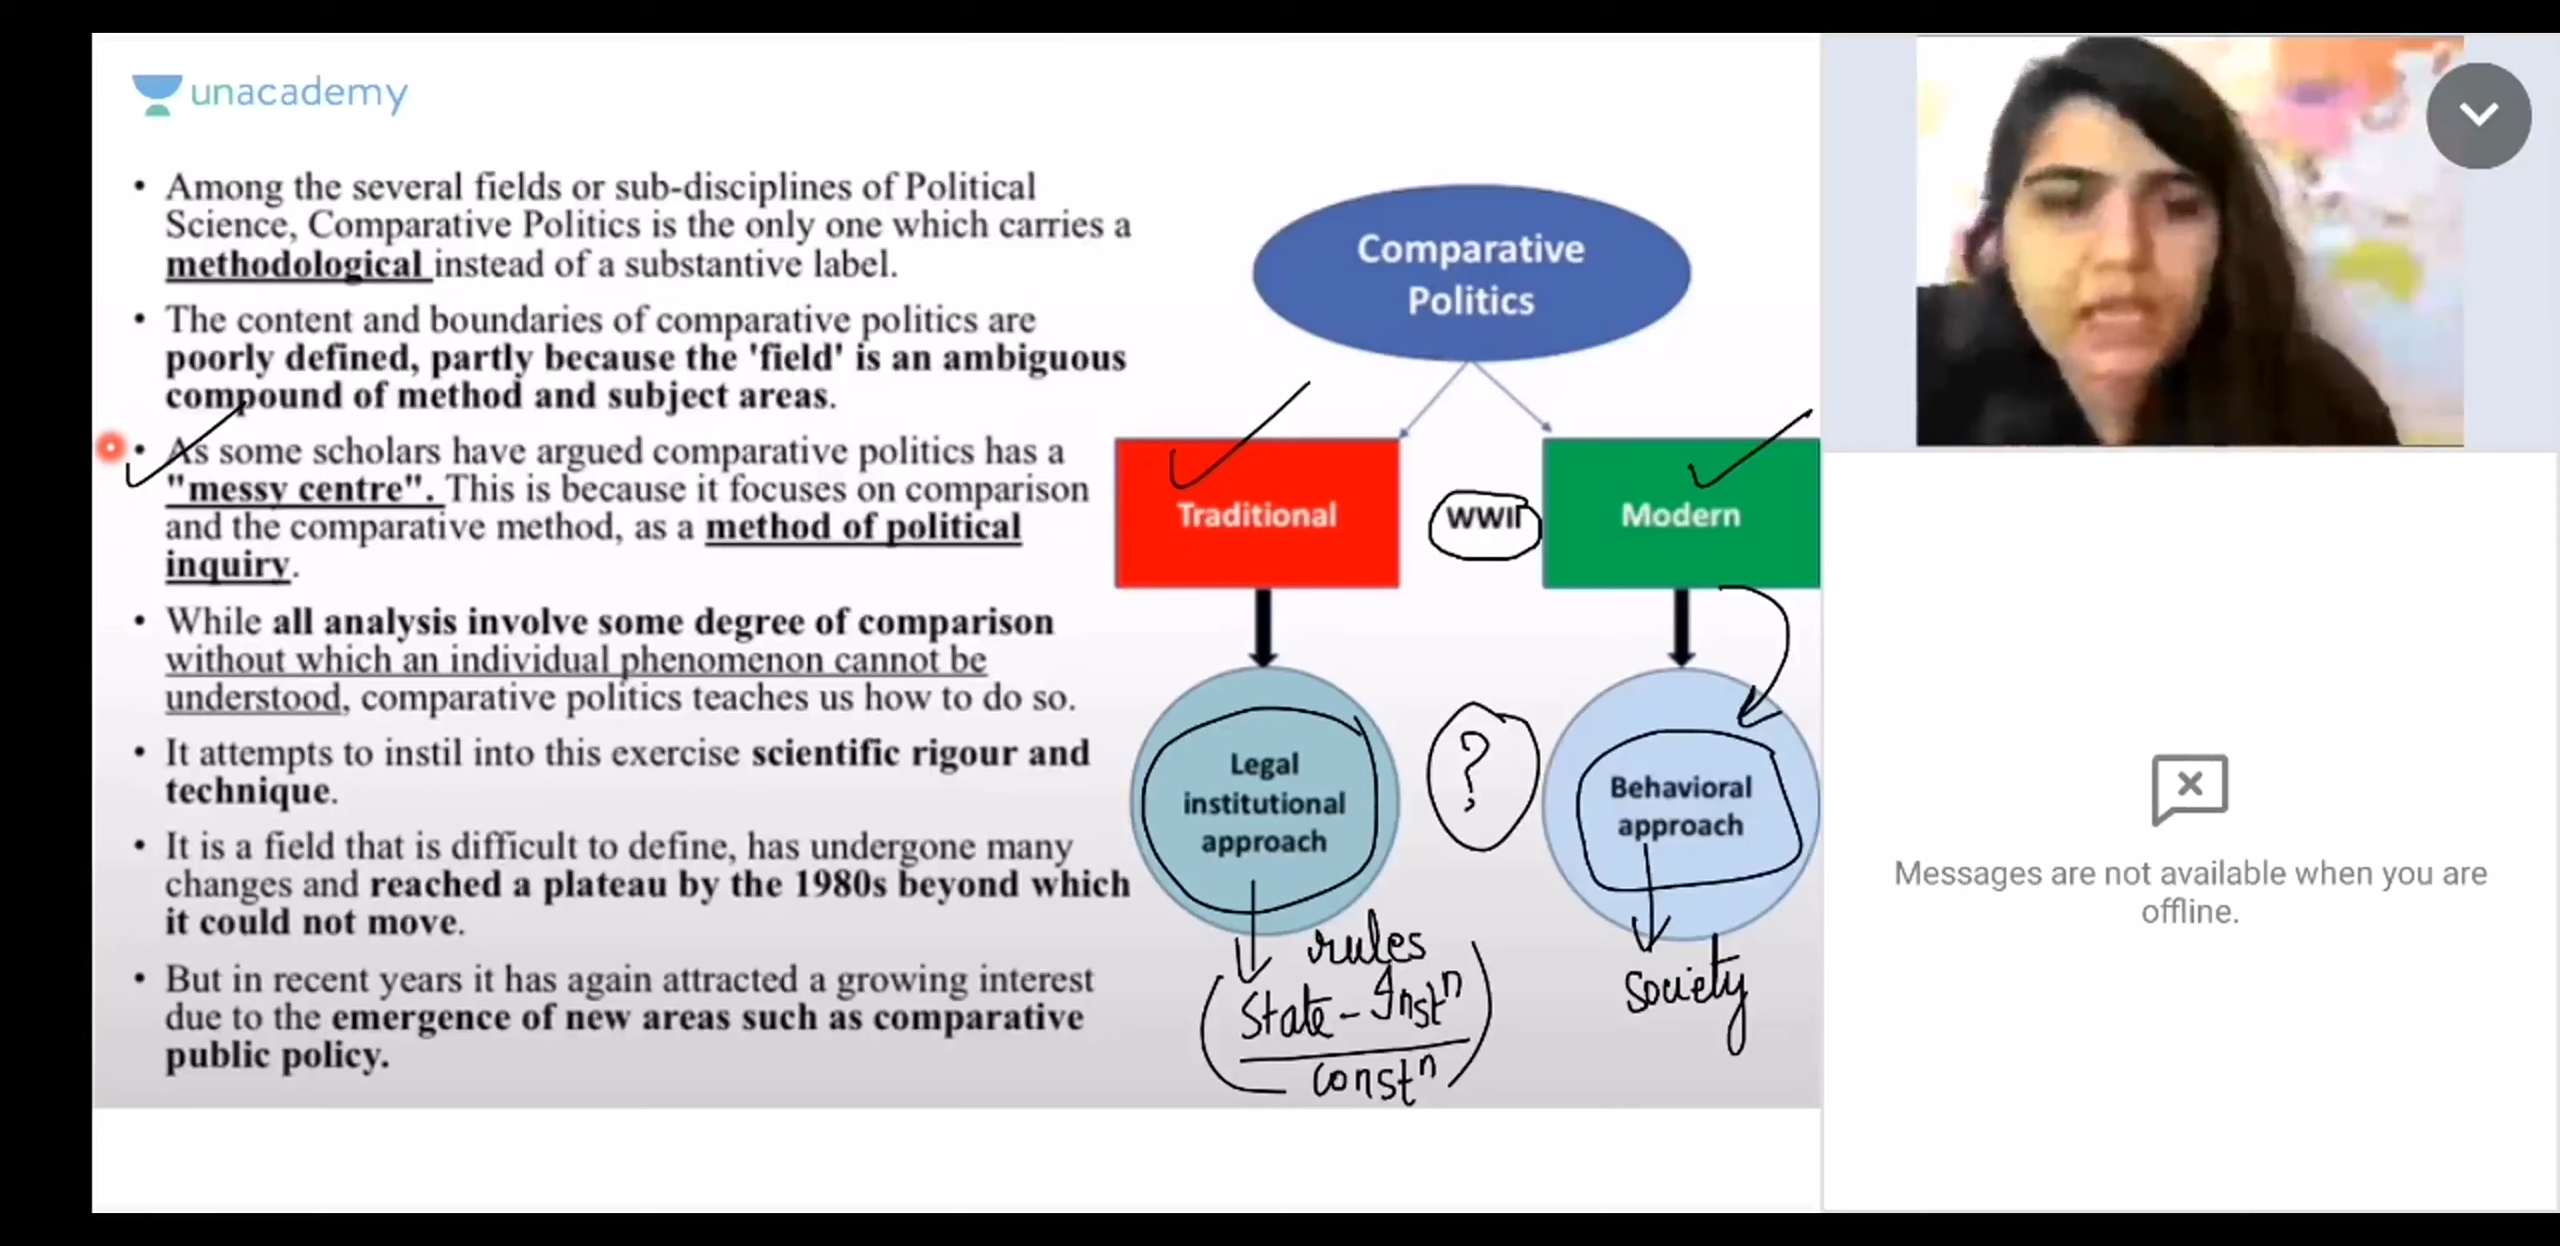 unacademy
• Among the several fields or sub-disciplines of Political
Science, Comparative Politics is the only one which carries a
methodological instead of a substantive label.
• The content and boundaries of comparative politics are
poorly defined, partly because the 'field' is an ambiguous
compound of method and subject areas.
• As some scholars have argued comparative politics has a
"messy centre". This is because it focuses on comparison
and the comparative method, as a method of political
inquiry.
• While all analysis involve some degree of comparison
without which an individual phenomenon cannot be
understood, comparative politics teaches us how to do so.
• It attempts to instil into this exercise scientific rigour and
technique.
• It is a field that is difficult to define, has undergone many
changes and reached a plateau by the 1980s beyond which
it could not move.
• But in recent years it has again attracted a growing interest
due to the emergence of new areas such as comparative
public policy.
Comparative
Politics
Traditional
WWII
Modern
Legal
institutional
approach
?
Behavioral
approach
rules
State - Instⁿ
constⁿ
Society
Messages are not available when you are
offline.